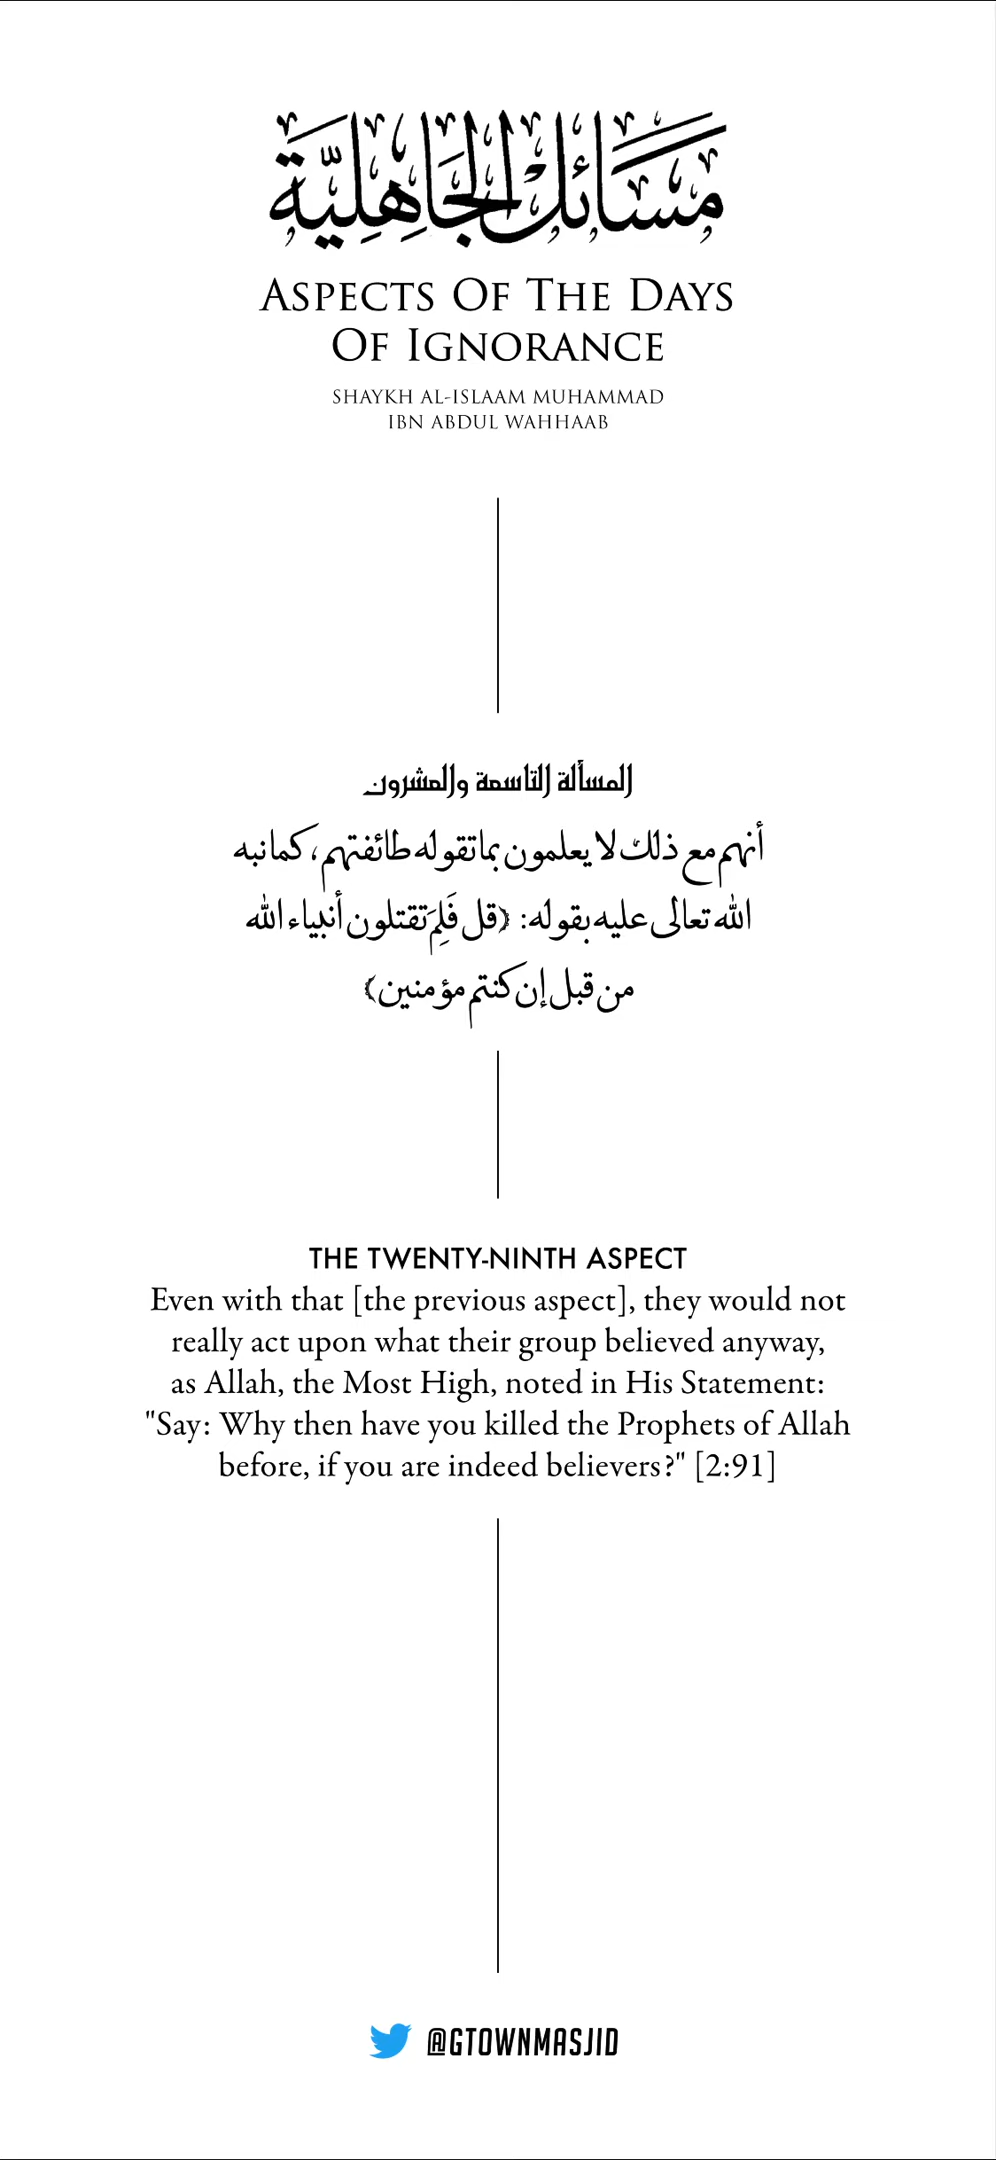 مَسَائِلُ الجَاهِلِيَّة
ASPECTS OF THE DAYS
OF IGNORANCE
SHAYKH AL-ISLAAM MUHAMMAD
IBN ABDUL WAHHAAB
المسألة التاسعة والعشرون
أنهم مع ذلك لا يعلمون بما تقوله طائفتهم، كما نبه
الله تعالى عليه بقوله: ﴿قل فَلِمَ تقتلون أنبياء الله
من قبل إن كنتم مؤمنين﴾
THE TWENTY-NINTH ASPECT
Even with that [the previous aspect], they would not
really act upon what their group believed anyway,
as Allah, the Most High, noted in His Statement:
"Say: Why then have you killed the Prophets of Allah
before, if you are indeed believers?" [2:91]
@GTOWNMASJID